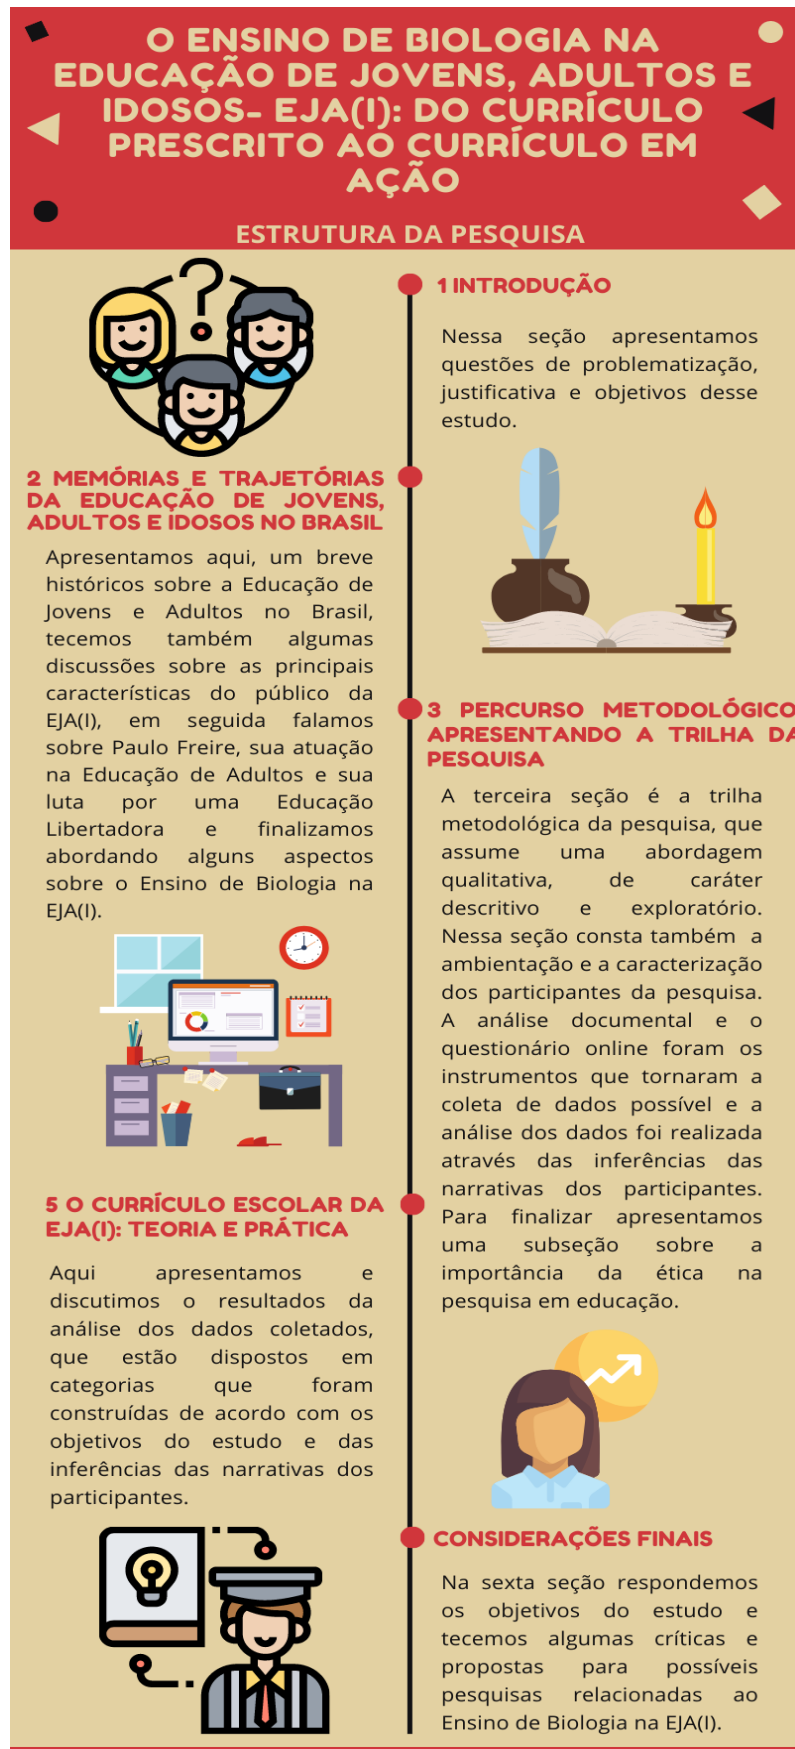 O ENSINO DE BIOLOGIA NA
EDUCAÇÃO DE JOVENS, ADULTOS E
IDOSOS- EJA(I): DO CURRÍCULO
PRESCRITO AO CURRÍCULO EM
AÇÃO
ESTRUTURA DA PESQUISA
1 INTRODUÇÃO
Nessa seção apresentamos
questões de problematização,
justificativa e objetivos desse
estudo.
2 MEMÓRIAS E TRAJETÓRIAS
DA EDUCAÇÃO DE JOVENS,
ADULTOS E IDOSOS NO BRASIL
Apresentamos aqui, um breve
históricos sobre a Educação de
Jovens e Adultos no Brasil,
tecemos também algumas
discussões sobre as principais
características do público da
EJA(I), em seguida falamos
sobre Paulo Freire, sua atuação
na Educação de Adultos e sua
luta por uma Educação
Libertadora e finalizamos
abordando alguns aspectos
sobre o Ensino de Biologia na
EJA(I).
3 PERCURSO METODOLÓGICO
APRESENTANDO A TRILHA DA
PESQUISA
A terceira seção é a trilha
metodológica da pesquisa, que
assume uma abordagem
qualitativa, de caráter
descritivo e exploratório.
Nessa seção consta também a
ambientação e a caracterização
dos participantes da pesquisa.
A análise documental e o
questionário online foram os
instrumentos que tornaram a
coleta de dados possível e a
análise dos dados foi realizada
através das inferências das
narrativas dos participantes.
Para finalizar apresentamos
uma subseção sobre a
importância da ética na
pesquisa em educação.
5 O CURRÍCULO ESCOLAR DA
EJA(I): TEORIA E PRÁTICA
Aqui apresentamos e
discutimos o resultados da
análise dos dados coletados,
que estão dispostos em
categorias que foram
construídas de acordo com os
objetivos do estudo e das
inferências das narrativas dos
participantes.
CONSIDERAÇÕES FINAIS
Na sexta seção respondemos
os objetivos do estudo e
tecemos algumas críticas e
propostas para possíveis
pesquisas relacionadas ao
Ensino de Biologia na EJA(I).